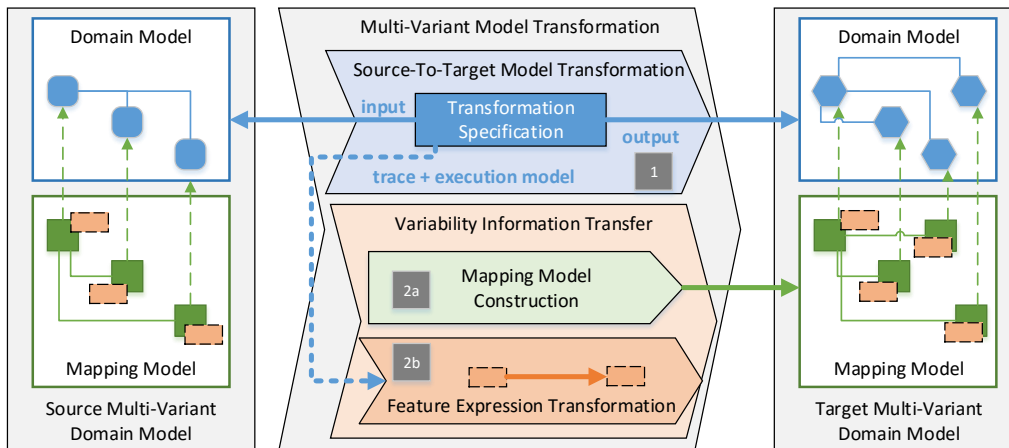 Domain Model
Mapping Model
Source Multi-Variant
Domain Model
Multi-Variant Model Transformation
Source-To-Target Model Transformation
input
Transformation
Specification
output
trace + execution model
1
Variability Information Transfer
2a
Mapping Model
Construction
2b
Feature Expression Transformation
Domain Model
Mapping Model
Target Multi-Variant
Domain Model